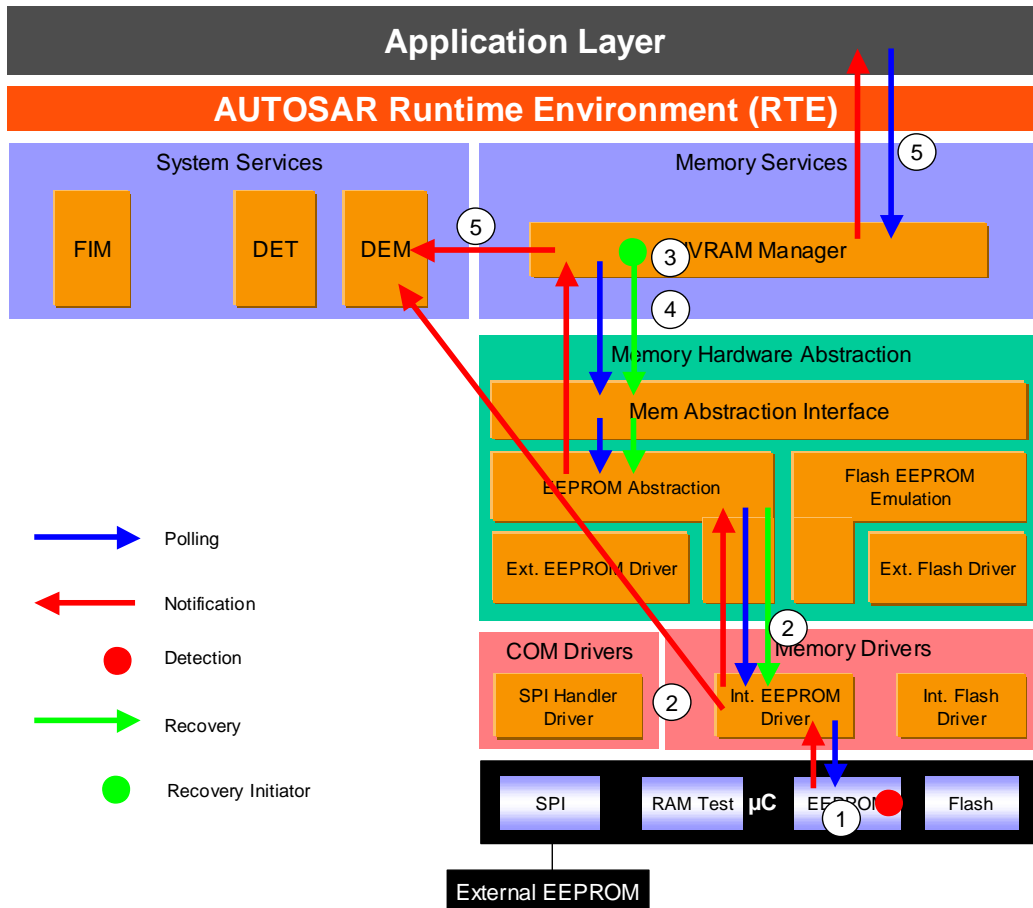 Application Layer
AUTOSAR Runtime Environment (RTE)
System Services
Memory Services
5
FIM
DET
DEM
5
3
VRAM Manager
4
Memory Hardware Abstraction
Mem Abstraction Interface
EEPROM Abstraction
Flash EEPROM
Emulation
Ext. EEPROM Driver
Ext. Flash Driver
Polling
Notification
Detection
Recovery
Recovery Initiator
2
COM Drivers
Memory Drivers
SPI Handler
Driver
2
Int. EEPROM
Driver
Int. Flash
Driver
SPI
RAM Test
µC
EEPROM
1
Flash
External EEPROM